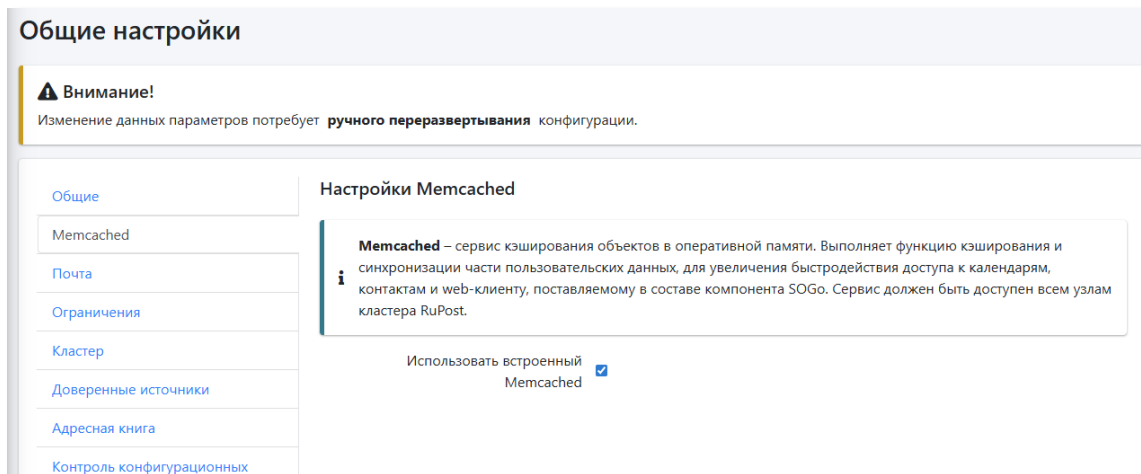 Общие настройки
Внимание!
Изменение данных параметров потребует ручного переразвертывания конфигурации.
Общие
Memcached
Почта
Ограничения
Кластер
Доверенные источники
Адресная книга
Контроль конфигурационных
Настройки Memcached
Memcached – сервис кэширования объектов в оперативной памяти. Выполняет функцию кэширования и
синхронизации части пользовательских данных, для увеличения быстродействия доступа к календарям,
контактам и web-клиенту, поставляемому в составе компонента SOGo. Сервис должен быть доступен всем узлам
кластера RuPost.
Использовать встроенный
Memcached